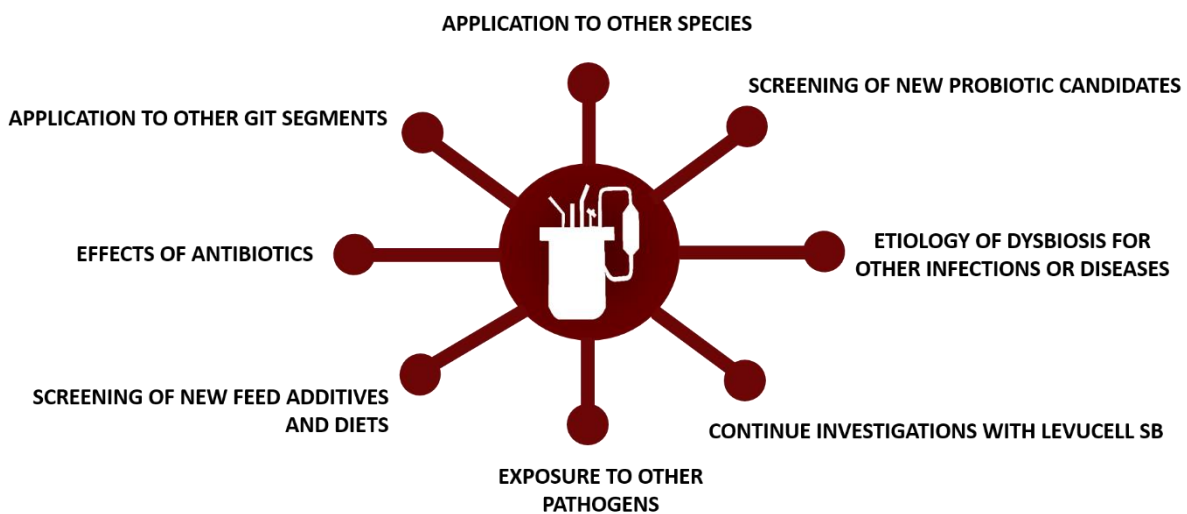 APPLICATION TO OTHER SPECIES
SCREENING OF NEW PROBIOTIC CANDIDATES
APPLICATION TO OTHER GIT SEGMENTS
EFFECTS OF ANTIBIOTICS
ETIOLOGY OF DYSBIOSIS FOR
OTHER INFECTIONS OR DISEASES
SCREENING OF NEW FEED ADDITIVES
AND DIETS
CONTINUE INVESTIGATIONS WITH LEVUCELL SB
EXPOSURE TO OTHER
PATHOGENS